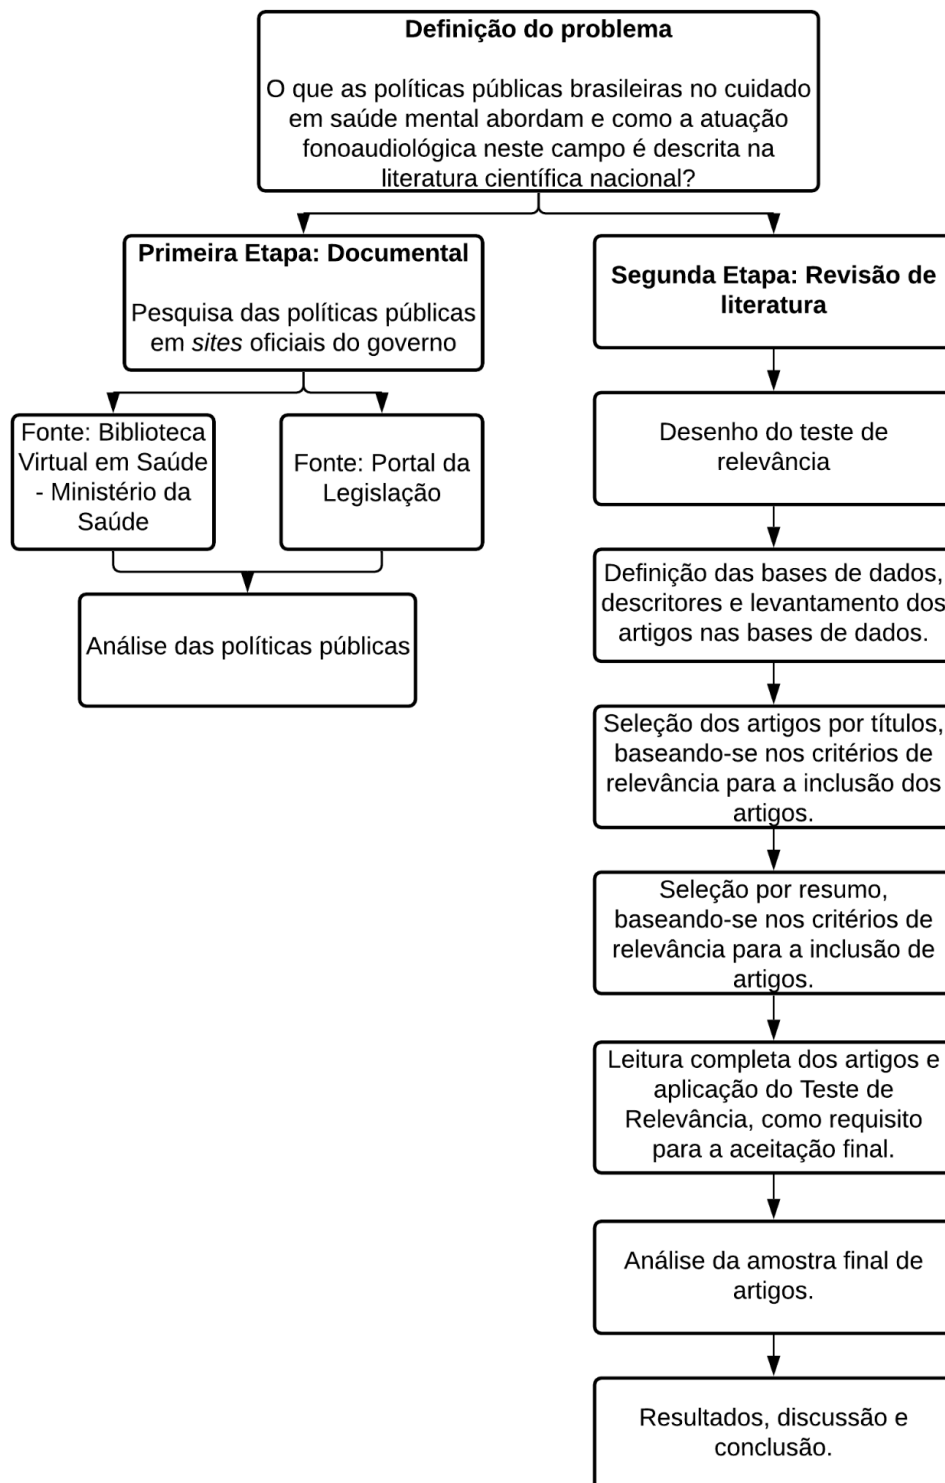 Definição do problema
O que as políticas públicas brasileiras no cuidado
em saúde mental abordam e como a atuação
fonoaudiológica neste campo é descrita na
literatura científica nacional?
Primeira Etapa: Documental
Pesquisa das políticas públicas
em sites oficiais do governo
Fonte: Biblioteca
Virtual em Saúde
- Ministério da
Saúde
Fonte: Portal da
Legislação
Análise das políticas públicas
Segunda Etapa: Revisão de
literatura
Desenho do teste de
relevância
Definição das bases de dados,
descritores e levantamento dos
artigos nas bases de dados.
Seleção dos artigos por títulos,
baseando-se nos critérios de
relevância para a inclusão dos
artigos.
Seleção por resumo,
baseando-se nos critérios de
relevância para a inclusão de
artigos.
Leitura completa dos artigos e
aplicação do Teste de
Relevância, como requisito
para a aceitação final.
Análise da amostra final de
artigos.
Resultados, discussão e
conclusão.